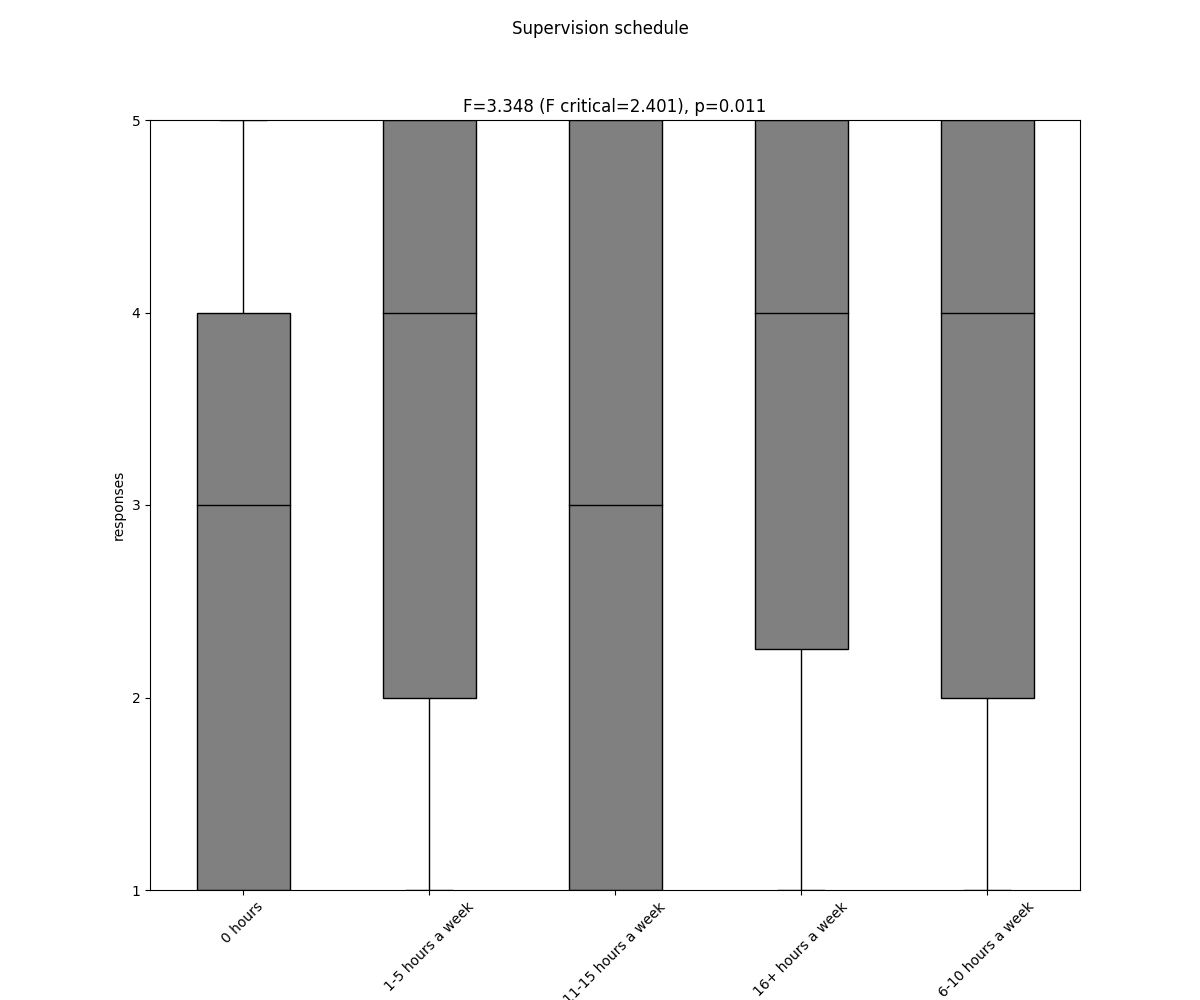 Supervision schedule
F=3.348 (F critical=2.401), p=0.011
5
4
3
2
1
responses
0 hours
1-5 hours a week
11-15 hours a week
16+ hours a week
6-10 hours a week